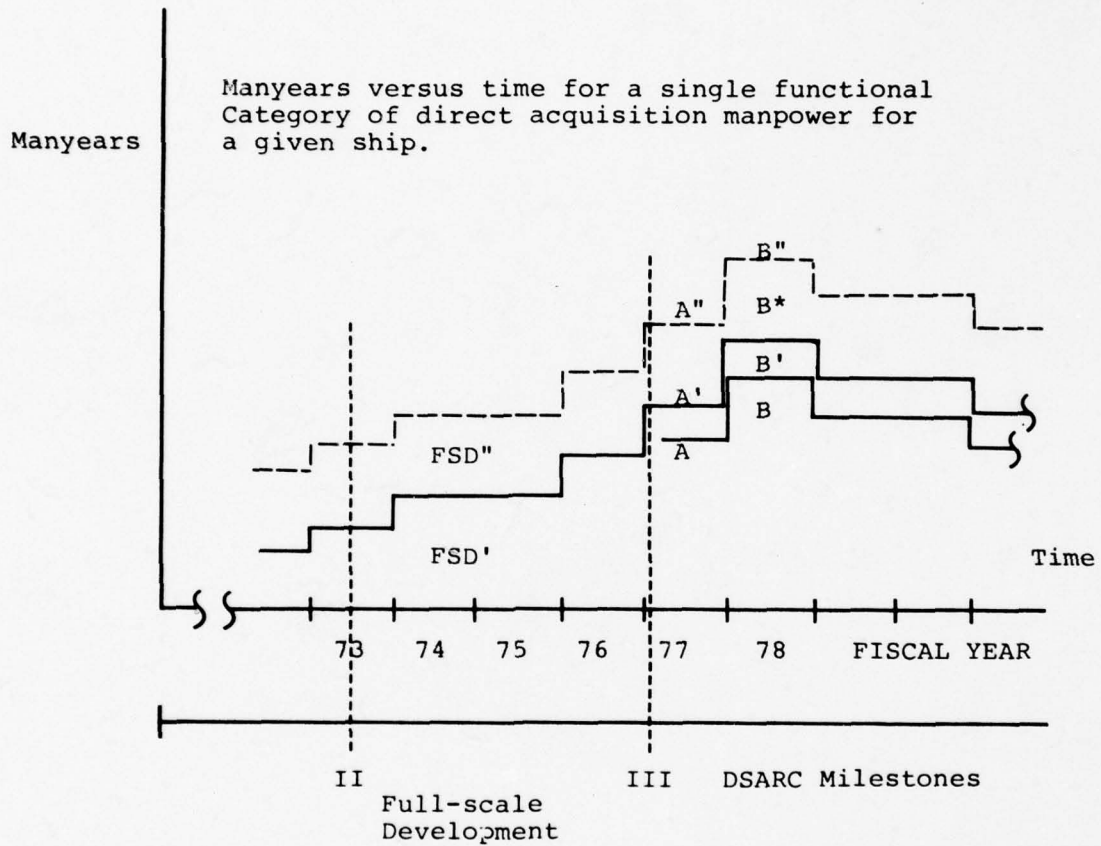 Manyears versus time for a single functional
Category of direct acquisition manpower for
a given ship.
Manyears
B"
A" B*
B'
A' B
A
FSD"
FSD'
Time
73 74 75 76 77 78 FISCAL YEAR
II III DSARC Milestones
Full-scale
Development